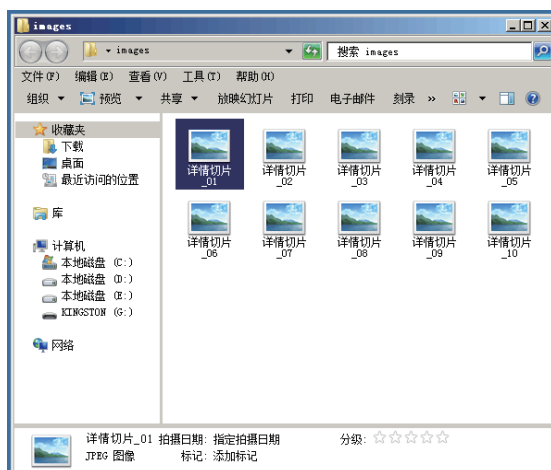 images
images
搜索 images
文件(F) 编辑(E) 查看(V) 工具(T) 帮助(H)
组织 预览 共享 放映幻灯片 打印 电子邮件 刻录 »
收藏夹
下载
桌面
最近访问的位置
库
计算机
本地磁盘 (C:)
本地磁盘 (D:)
本地磁盘 (E:)
KINGSTON (G:)
网络
详情切片_01
详情切片_02
详情切片_03
详情切片_04
详情切片_05
详情切片_06
详情切片_07
详情切片_08
详情切片_09
详情切片_10
详情切片_01 拍摄日期: 指定拍摄日期 分级:
JPEG 图像 标记: 添加标记